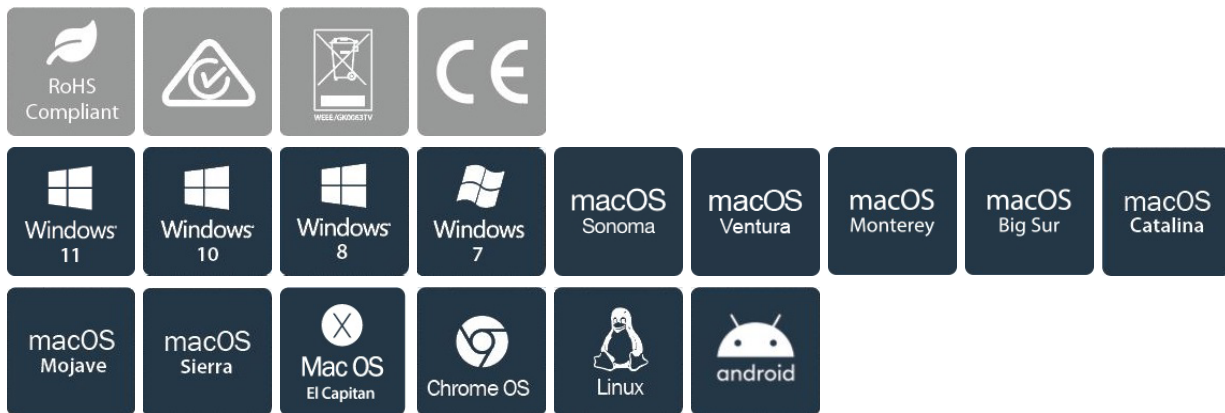 RoHS
Compliant
WEEE/GK0083TV
CE
Windows
11
Windows
10
Windows
8
Windows
7
macOS
Sonoma
macOS
Ventura
macOS
Monterey
macOS
Big Sur
macOS
Catalina
macOS
Mojave
macOS
Sierra
X
Mac OS
El Capitan
Chrome OS
Linux
android